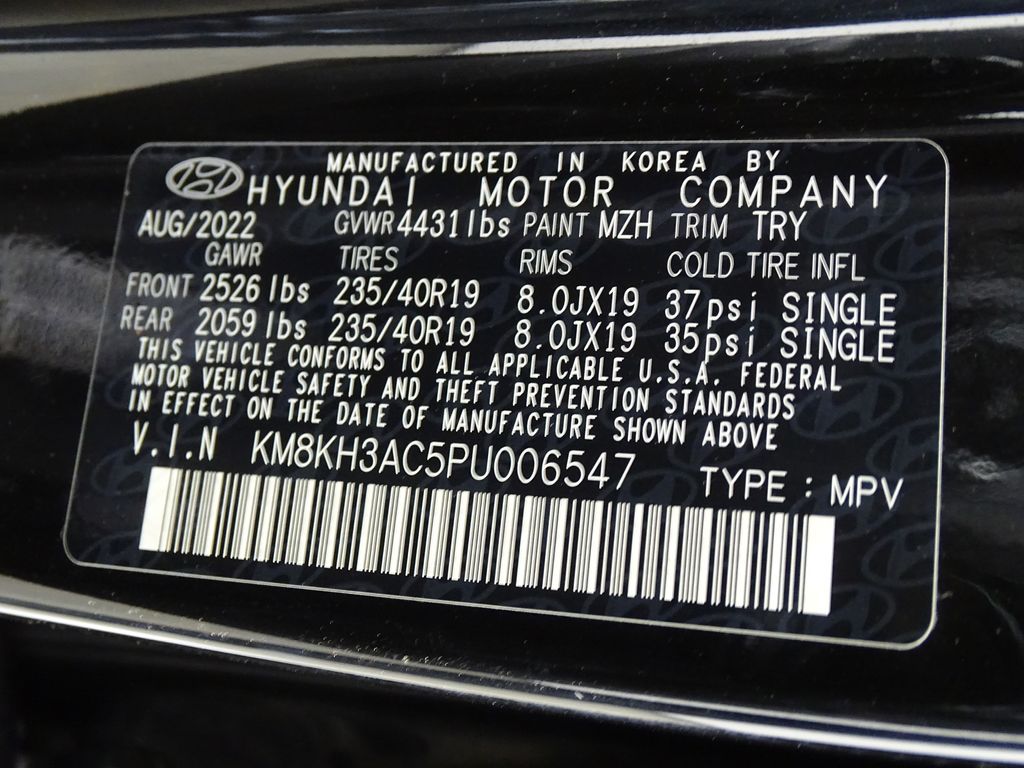 MANUFACTURED IN KOREA BY
HYUNDAI MOTOR COMPANY
AUG/2022 GVWR 4431lbs PAINT MZH TRIM TRY
GAWR TIRES RIMS COLD TIRE INFL
FRONT 2526 lbs 235/40R19 8.0JX19 37psi SINGLE
REAR 2059 lbs 235/40R19 8.0JX19 35psi SINGLE
THIS VEHICLE CONFORMS TO ALL APPLICABLE U.S.A. FEDERAL
MOTOR VEHICLE SAFETY AND THEFT PREVENTION STANDARDS
IN EFFECT ON THE DATE OF MANUFACTURE SHOWN ABOVE
V.I.N KM8KH3AC5PU006547 TYPE : MPV